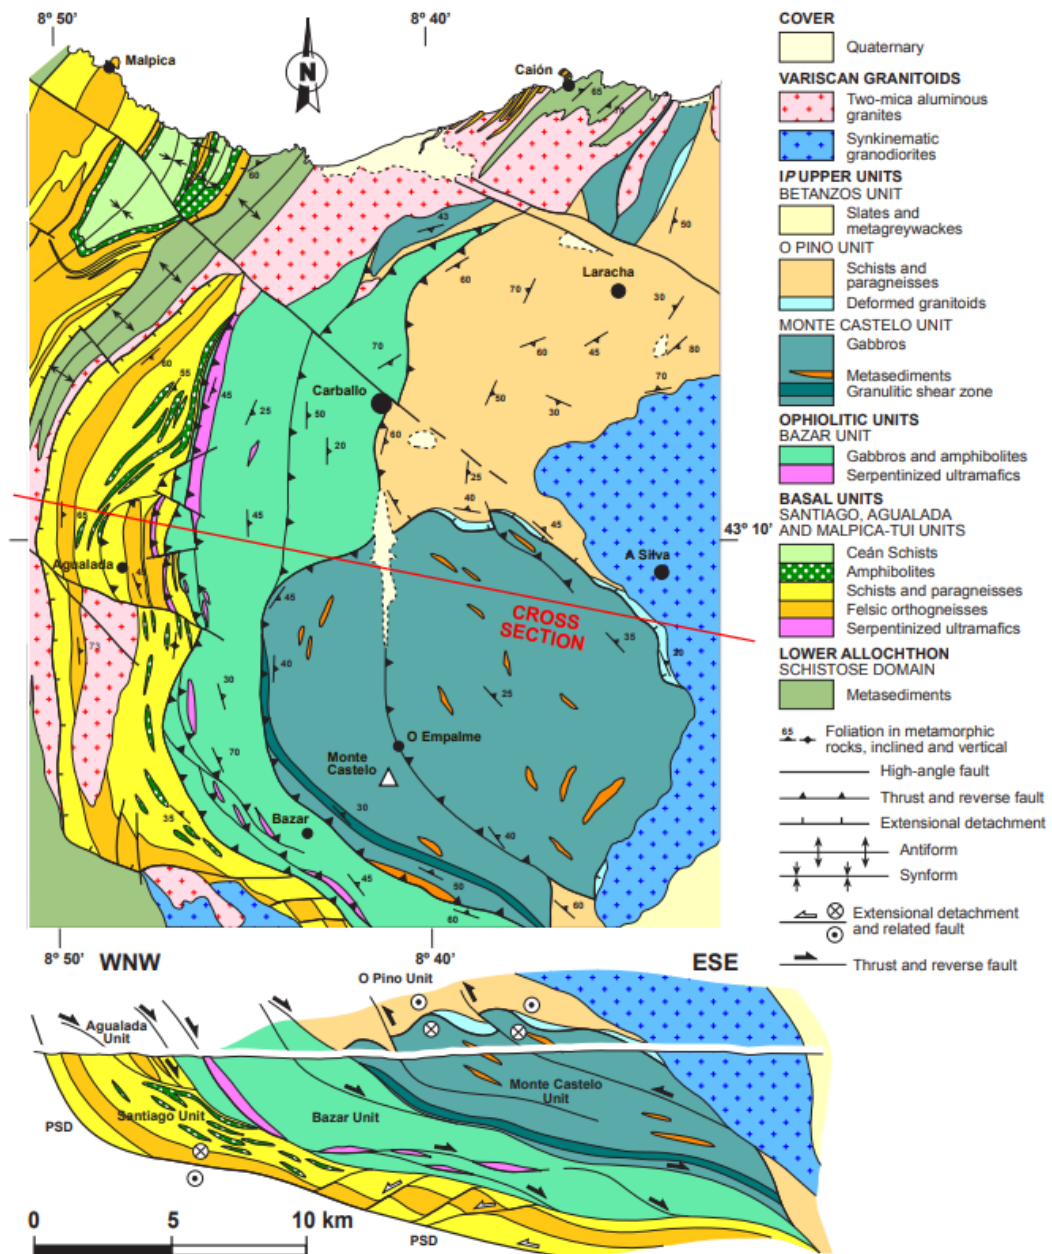 8º 50’
8º 40’
N
Malpica
Caión
65
70
60
43
50
Laracha
60
70
30
80
60
45
70
70
60
55
45
25
50
Carballo
20
60
50
30
25
40
45
65
45
43º 10’
Agualada
A Silva
45
CROSS
SECTION
35
20
73
40
30
25
70
O Empalme
Monte
Castelo
30
35
Bazar
40
45
50
60
60
8º 50’
8º 40’
COVER
Quaternary
VARISCAN GRANITOIDS
Two-mica aluminous
granites
Synkinematic
granodiorites
IP UPPER UNITS
BETANZOS UNIT
Slates and
metagreywackes
O PINO UNIT
Schists and
paragneisses
Deformed granitoids
MONTE CASTELO UNIT
Gabbros
Metasediments
Granulitic shear zone
OPHIOLITIC UNITS
BAZAR UNIT
Gabbros and amphibolites
Serpentinized ultramafics
BASAL UNITS
SANTIAGO, AGUALADA
AND MALPICA-TUI UNITS
Ceán Schists
Amphibolites
Schists and paragneisses
Felsic orthogneisses
Serpentinized ultramafics
LOWER ALLOCHTHON
SCHISTOSE DOMAIN
Metasediments
65
Foliation in metamorphic
rocks, inclined and vertical
High-angle fault
Thrust and reverse fault
Extensional detachment
Antiform
Synform
Extensional detachment
and related fault
Thrust and reverse fault
WNW
ESE
O Pino Unit
Agualada
Unit
Monte Castelo
Unit
Santiago Unit
Bazar Unit
PSD
PSD
0 5 10 km